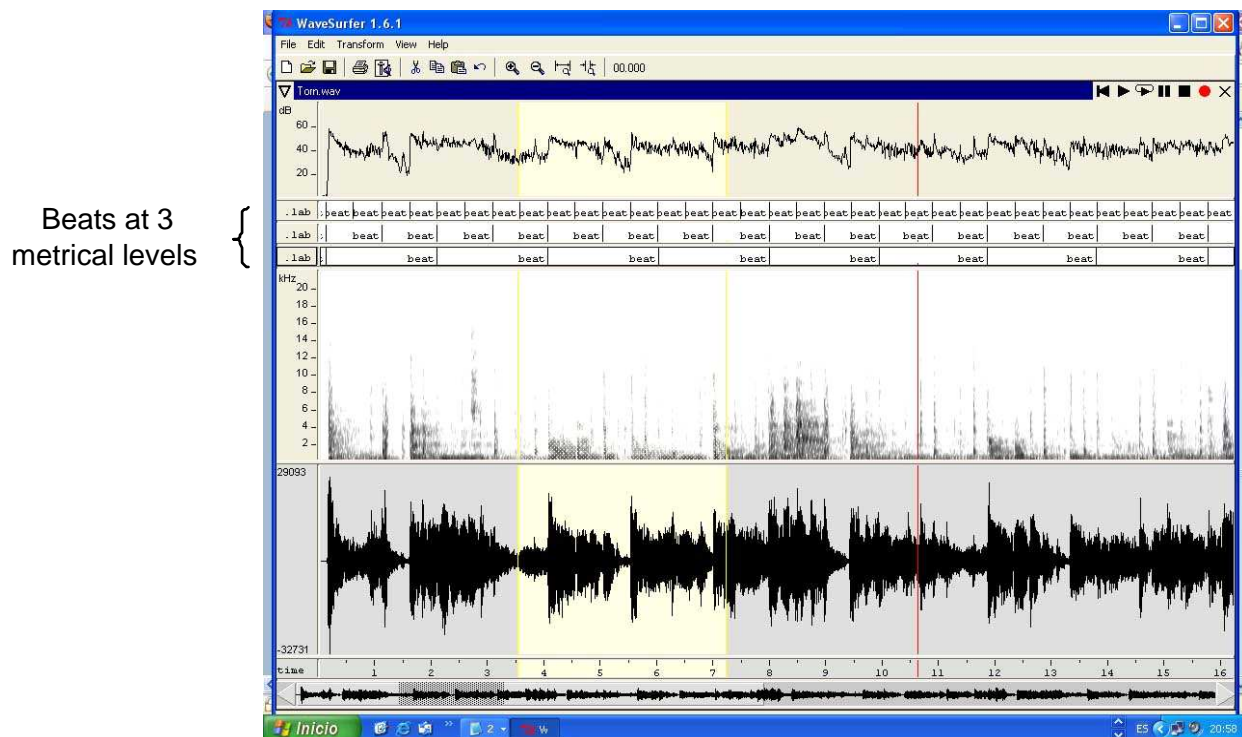 WaveSurfer 1.6.1
File Edit Transform View Help
00.000
Torn.wav
dB
60
40
20
Beats at 3
metrical levels
.lab beat beat beat beat beat beat beat beat beat beat beat beat beat beat beat beat beat beat beat beat beat beat beat beat beat beat beat beat beat beat beat beat beat
.lab beat beat beat beat beat beat beat beat beat beat beat beat beat beat beat beat
.lab beat beat beat beat beat beat beat beat
kHz
20
18
16
14
12
10
8
6
4
2
29093
-32731
time 1 2 3 4 5 6 7 8 9 10 11 12 13 14 15 16
Inicio 2 W ES 20:58